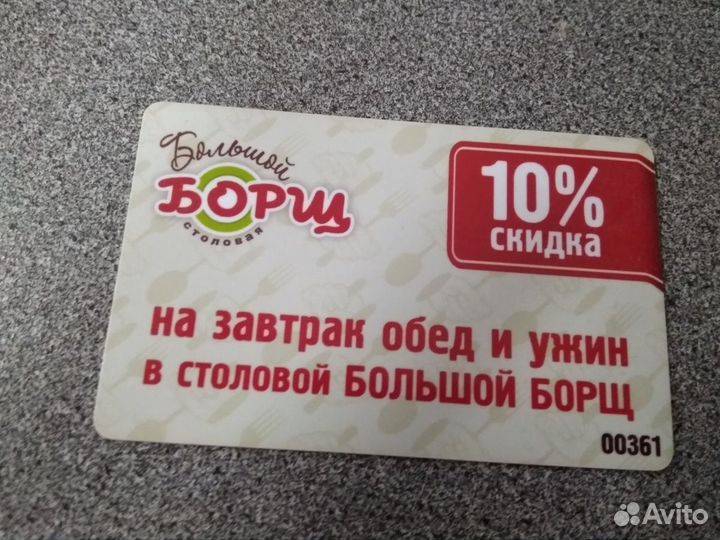 Большой
БОРЩ
столовая
10%
скидка
на завтрак обед и ужин
в столовой БОЛЬШОЙ БОРЩ
00361
Avito